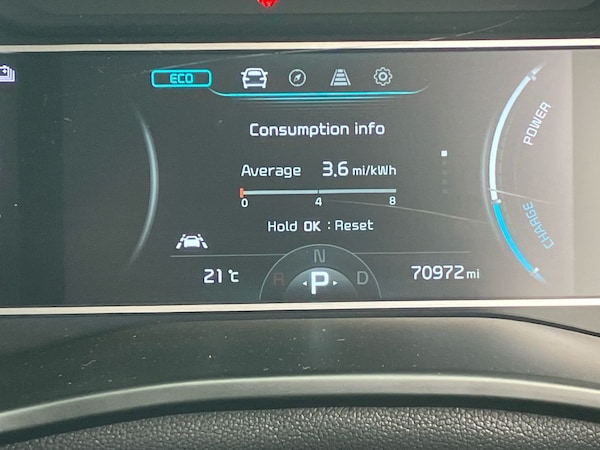 ECO
Consumption info
POWER
Average 3.6 mi/kWh
0 4 8
Hold OK : Reset
CHARGE
N
21 ℃ R P D 70972 mi